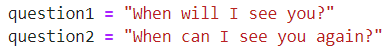 question1 = "When will I see you?"
question2 = "When can I see you again?"